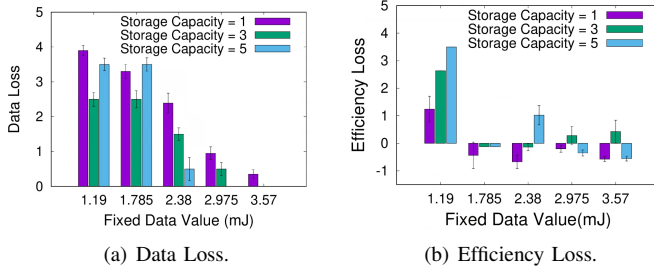 Storage Capacity = 1
Storage Capacity = 3
Storage Capacity = 5
Data Loss
5
4
3
2
1
0
1.19 1.785 2.38 2.975 3.57
Fixed Data Value (mJ)
(a) Data Loss.
Storage Capacity = 1
Storage Capacity = 3
Storage Capacity = 5
Efficiency Loss
5
4
3
2
1
0
-1
1.19 1.785 2.38 2.975 3.57
Fixed Data Value(mJ)
(b) Efficiency Loss.